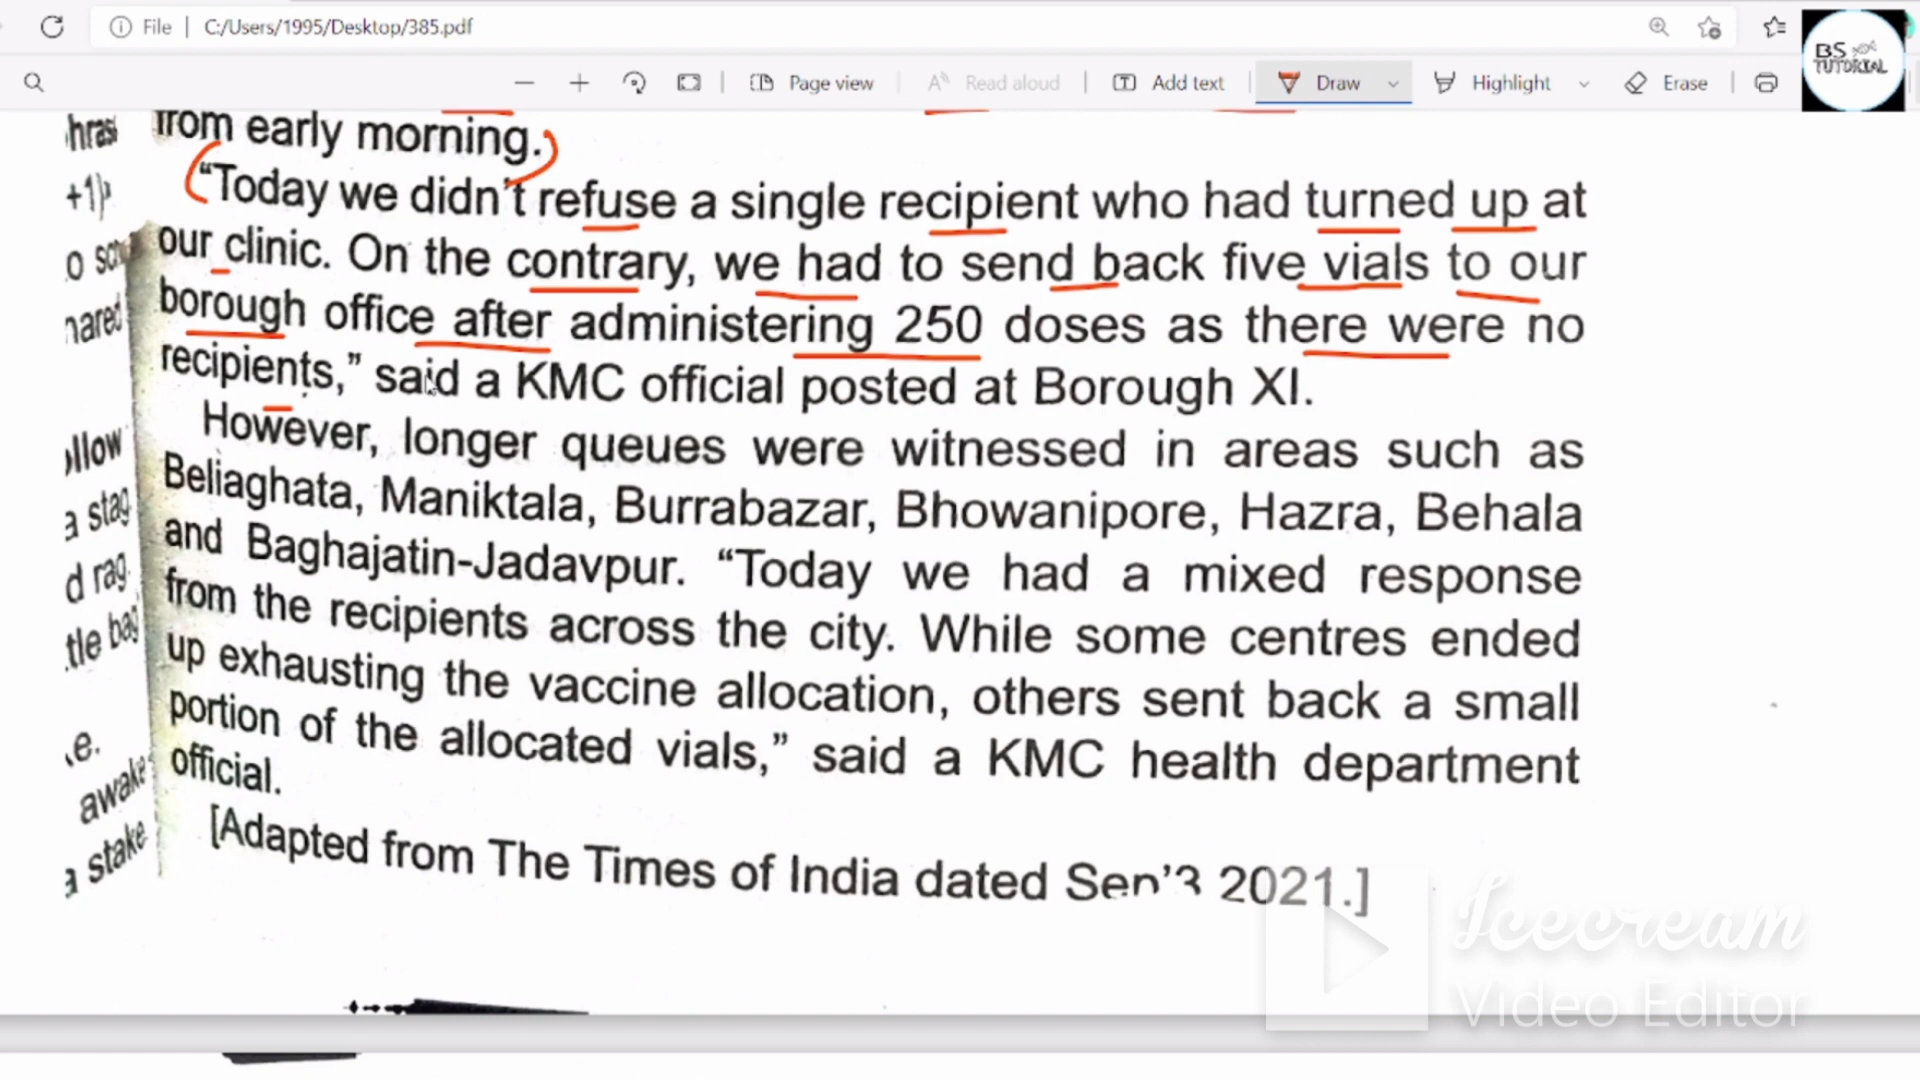 File | C:/Users/1995/Desktop/385.pdf
BS
TUTORIAL
Page view | Read aloud | Add text | Draw Highlight Erase
from early morning.
“Today we didn’t refuse a single recipient who had turned up at
our clinic. On the contrary, we had to send back five vials to our
borough office after administering 250 doses as there were no
recipients,” said a KMC official posted at Borough XI.
However, longer queues were witnessed in areas such as
Beliaghata, Maniktala, Burrabazar, Bhowanipore, Hazra, Behala
and Baghajatin-Jadavpur. “Today we had a mixed response
from the recipients across the city. While some centres ended
up exhausting the vaccine allocation, others sent back a small
portion of the allocated vials,” said a KMC health department
official.
[Adapted from The Times of India dated Sep’3 2021.]
+1)
a stag
d rag.
awake
a stake
Icecream
Video Editor